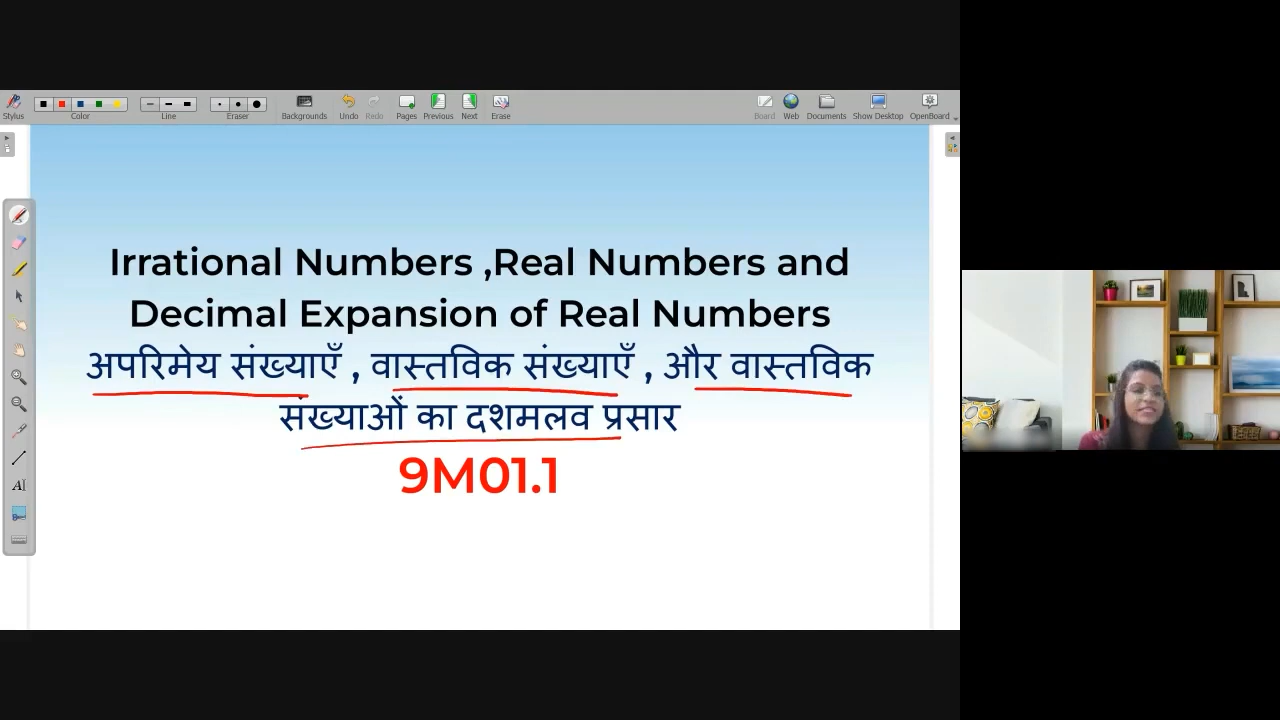 Stylus
Color
Line
Eraser
Backgrounds
Undo
Redo
Pages
Previous
Next
Erase
Board
Web
Documents
Show Desktop
OpenBoard
Irrational Numbers ,Real Numbers and
Decimal Expansion of Real Numbers
अपरिमेय संख्याएँ , वास्तविक संख्याएँ , और वास्तविक
संख्याओं का दशमलव प्रसार
9M01.1